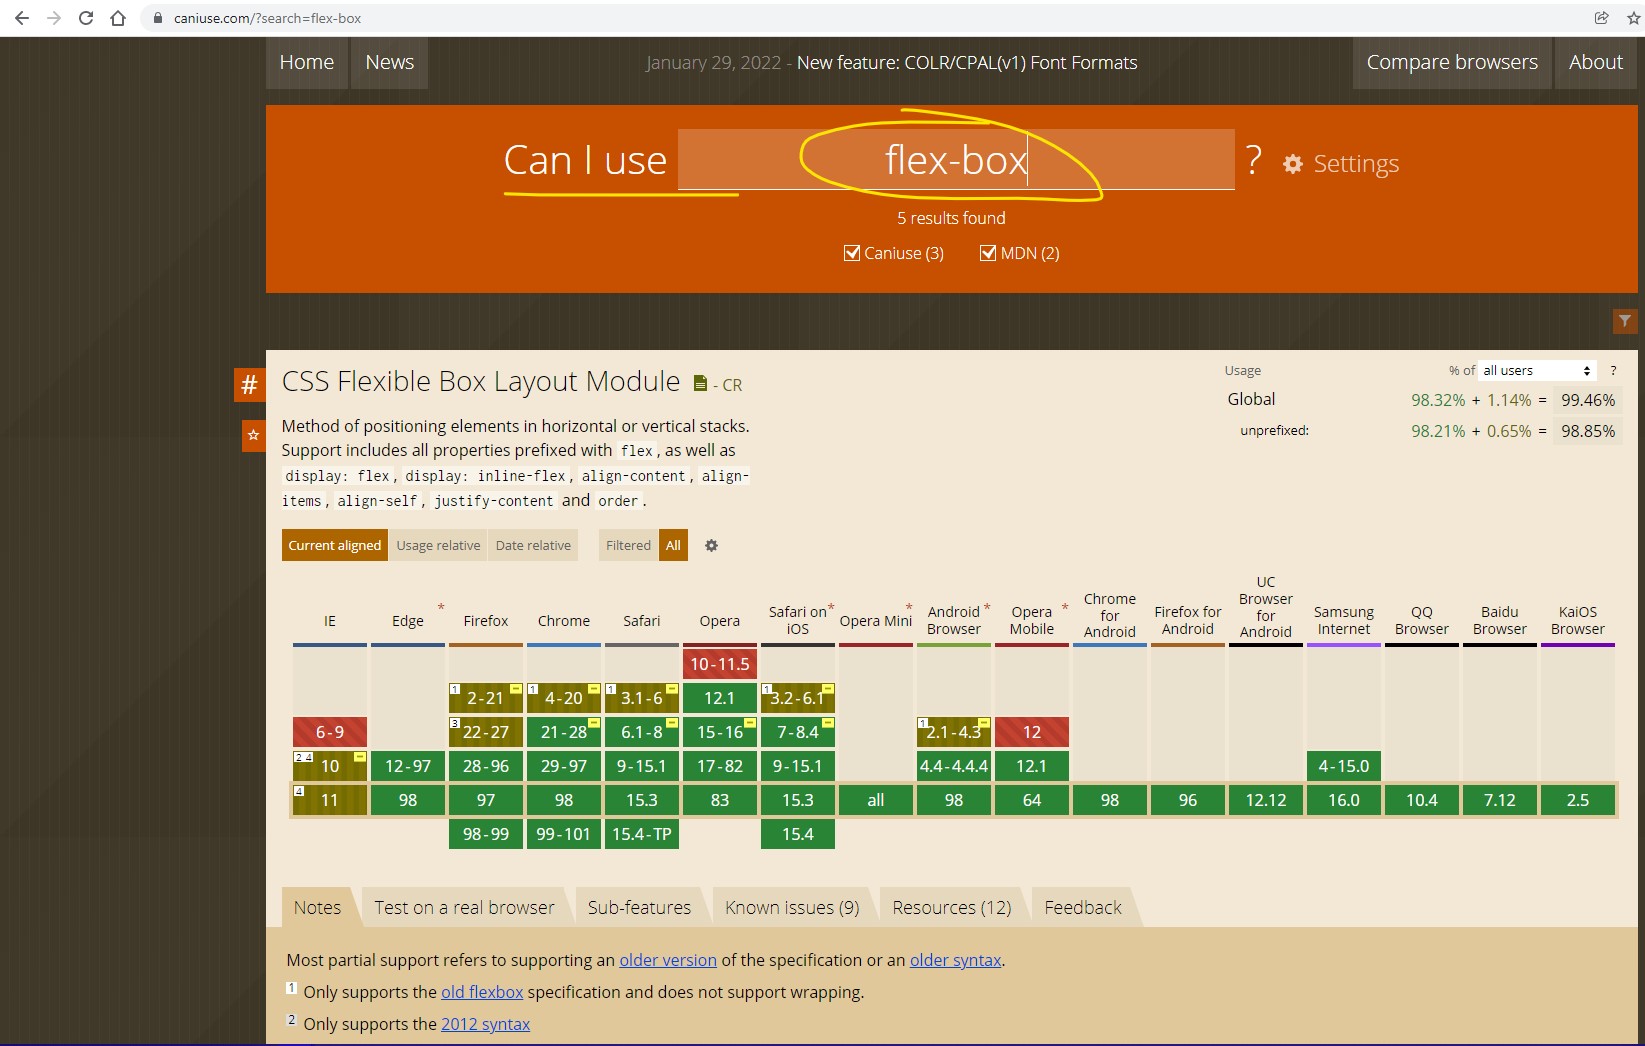 caniuse.com/?search=flex-box
Home News January 29, 2022 - New feature: COLR/CPAL(v1) Font Formats Compare browsers About
Can I use flex-box ? Settings
5 results found
Caniuse (3) MDN (2)
# CSS Flexible Box Layout Module - CR
Usage % of all users ?
Global 98.32% + 1.14% = 99.46%
unprefixed: 98.21% + 0.65% = 98.85%
Method of positioning elements in horizontal or vertical stacks.
Support includes all properties prefixed with flex, as well as
display: flex, display: inline-flex, align-content, align-
items, align-self, justify-content and order.
Current aligned Usage relative Date relative Filtered All
IE Edge * Firefox Chrome Safari Opera Safari on iOS * Opera Mini * Android Browser * Opera Mobile * Chrome for Android Firefox for Android UC Browser for Android Samsung Internet QQ Browser Baidu Browser KaiOS Browser
10-11.5
1 2-21 1 4-20 1 3.1-6 12.1 1 3.2-6.1
6-9 3 22-27 21-28 6.1-8 15-16 7-8.4 1 2.1-4.3 12
2 4 10 12-97 28-96 29-97 9-15.1 17-82 9-15.1 4.4-4.4.4 12.1 4-15.0
4 11 98 97 98 15.3 83 15.3 all 98 64 98 96 12.12 16.0 10.4 7.12 2.5
98-99 99-101 15.4-TP 15.4
Notes Test on a real browser Sub-features Known issues (9) Resources (12) Feedback
Most partial support refers to supporting an older version of the specification or an older syntax.
1 Only supports the old flexbox specification and does not support wrapping.
2 Only supports the 2012 syntax